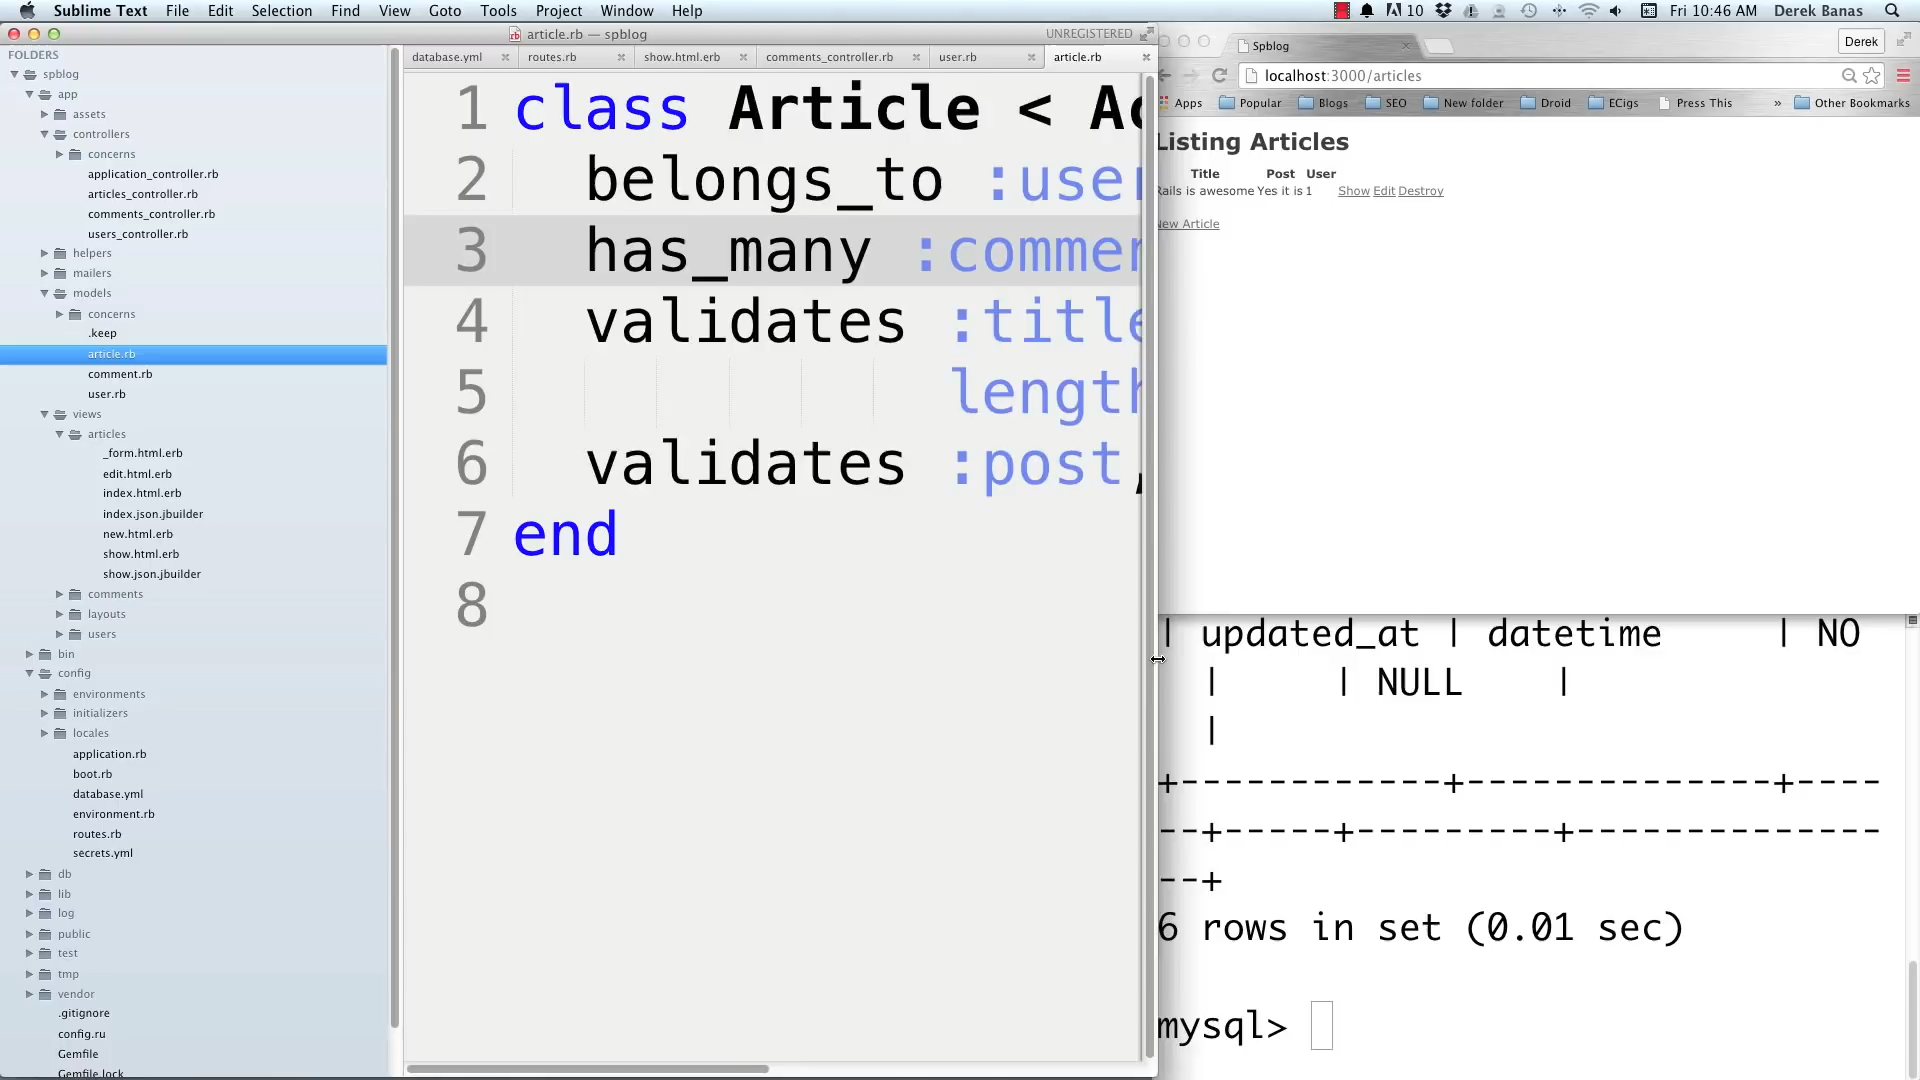 Sublime Text File Edit Selection Find View Goto Tools Project Window Help 10 Fri 10:46 AM Derek Banas
article.rb — spblog UNREGISTERED
FOLDERS
spblog
app
assets
controllers
concerns
application_controller.rb
articles_controller.rb
comments_controller.rb
users_controller.rb
helpers
mailers
models
concerns
.keep
article.rb
comment.rb
user.rb
views
articles
_form.html.erb
edit.html.erb
index.html.erb
index.json.jbuilder
new.html.erb
show.html.erb
show.json.jbuilder
comments
layouts
users
bin
config
environments
initializers
locales
application.rb
boot.rb
database.yml
environment.rb
routes.rb
secrets.yml
db
lib
log
public
test
tmp
vendor
.gitignore
config.ru
Gemfile
Gemfile.lock
database.yml routes.rb show.html.erb comments_controller.rb user.rb article.rb
1 class Article < Ac
2 belongs_to :user
3 has_many :commen
4 validates :title
5 length
6 validates :post,
7 end
8
Spblog Derek
localhost:3000/articles
Apps Popular Blogs SEO New folder Droid ECigs Press This » Other Bookmarks
Listing Articles
Title Post User
Rails is awesome Yes it is 1 Show Edit Destroy
New Article
| updated_at | datetime | NO
| | NULL |
|
+------------+--------------+----
--+-----+---------+--------------
--+
6 rows in set (0.01 sec)
mysql>